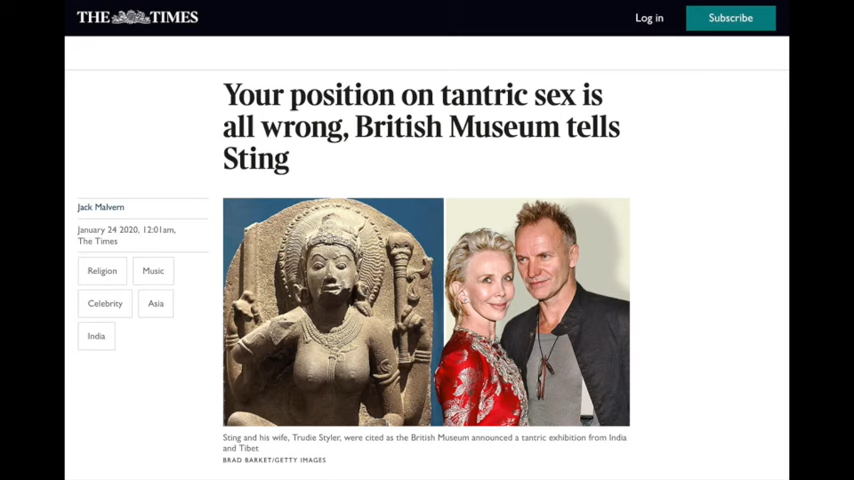 THE TIMES
Log in
Subscribe
Your position on tantric sex is
all wrong, British Museum tells
Sting
Jack Malvern
January 24 2020, 12:01am,
The Times
Religion
Music
Celebrity
Asia
India
Sting and his wife, Trudie Styler, were cited as the British Museum announced a tantric exhibition from India
and Tibet
BRAD BARKET/GETTY IMAGES